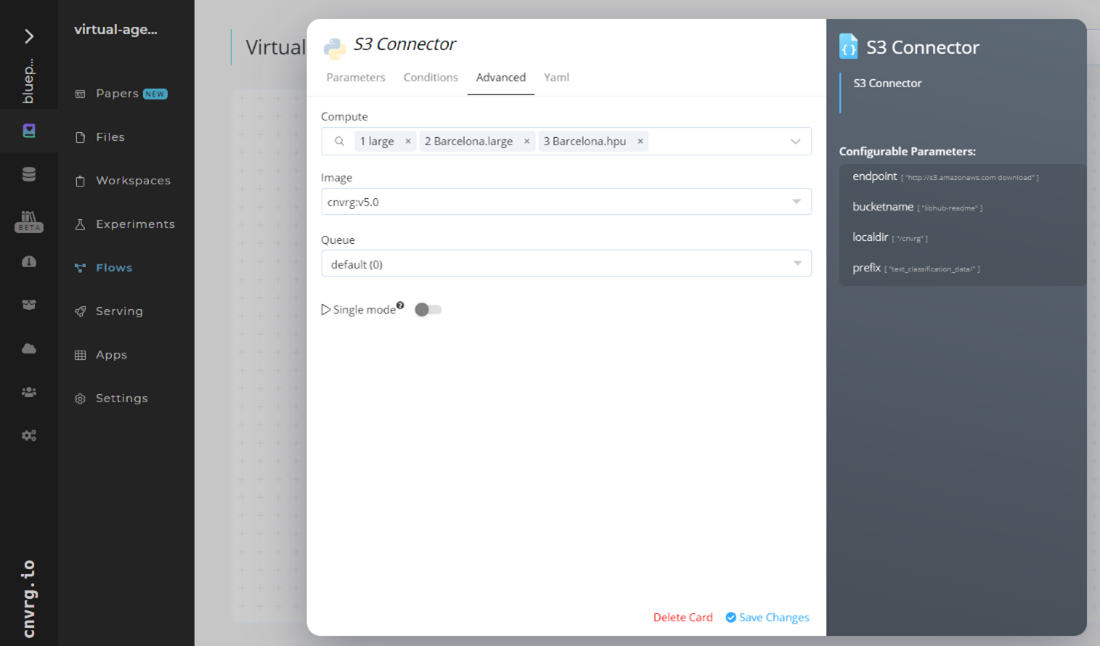 bluep...
cnvrg.io
BETA
virtual-age...
Papers NEW
Files
Workspaces
Experiments
Flows
Serving
Apps
Settings
Virtual
S3 Connector
Parameters Conditions Advanced Yaml
Compute
1 large × 2 Barcelona.large × 3 Barcelona.hpu ×
Image
cnvrg:v5.0
Queue
default (0)
Single mode ?
Delete Card Save Changes
{} S3 Connector
S3 Connector
Configurable Parameters:
endpoint [ "http://s3.amazonaws.com download" ]
bucketname [ "libhub-readme" ]
localdir [ "/cnvrg" ]
prefix [ "text_classification_data/" ]